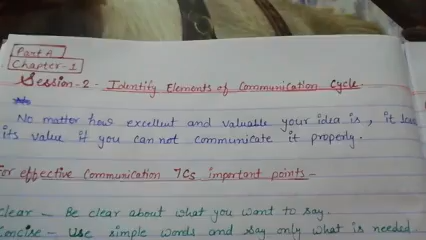 Part A
Chapter-1
Session-2 - Identify Elements of Communication Cycle.
No matter how excellent and valuable your idea is, it
its value if you can not communicate it properly.
For effective communication 7Cs important points -
Clear - Be clear about what you want to say.
Concise - Use simple words and say only what is needed.